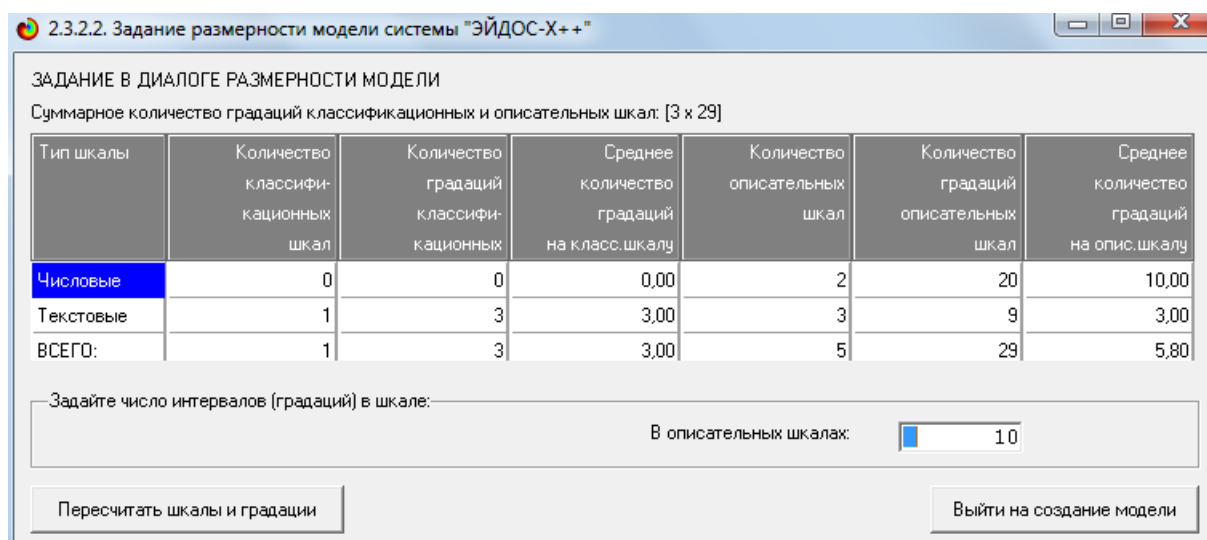 2.3.2.2. Задание размерности модели системы "ЭЙДОС-X++"
ЗАДАНИЕ В ДИАЛОГЕ РАЗМЕРНОСТИ МОДЕЛИ
Суммарное количество градаций классификационных и описательных шкал: [3 x 29]
Тип шкалы Количество Количество Среднее Количество Количество Среднее
классифи- градаций количество описательных градаций количество
кационных классифи- градаций шкал описательных градаций
шкал кационных на класс.шкалу шкал на опис.шкалу
Числовые 0 0 0,00 2 20 10,00
Текстовые 1 3 3,00 3 9 3,00
ВСЕГО: 1 3 3,00 5 29 5,80
Задайте число интервалов (градаций) в шкале:
В описательных шкалах: 10
Пересчитать шкалы и градации Выйти на создание модели